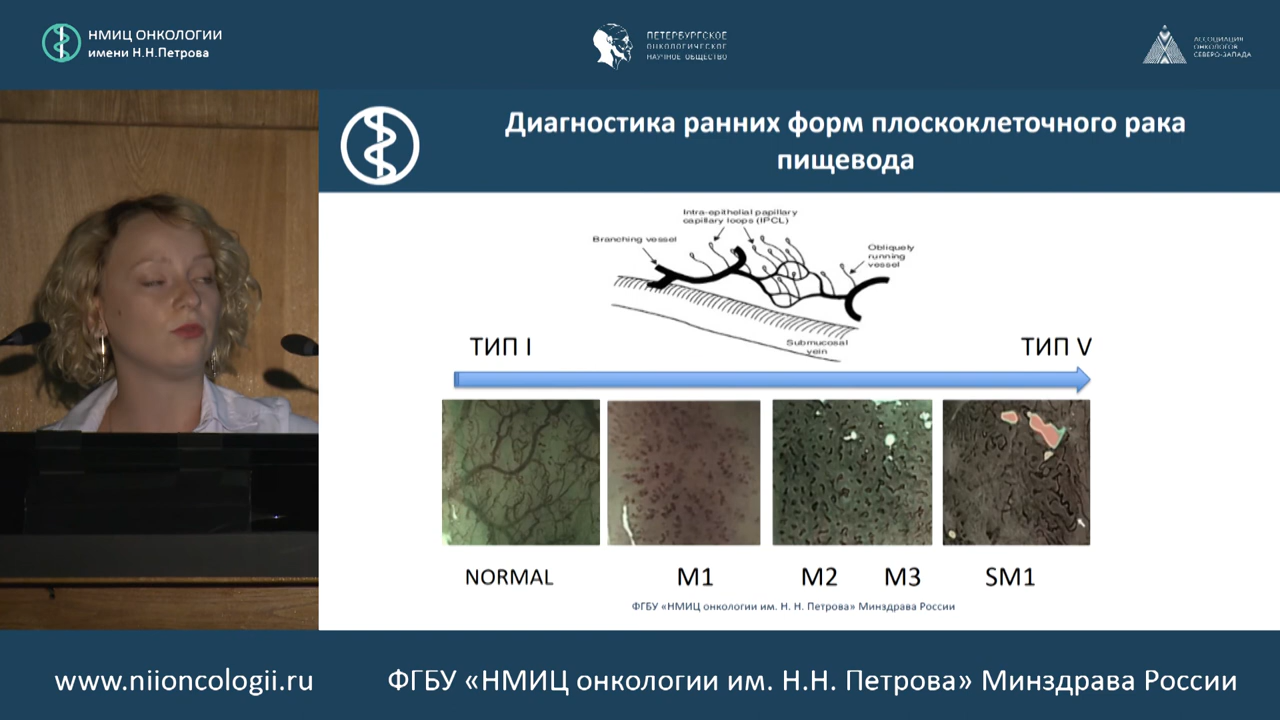 НМИЦ ОНКОЛОГИИ
имени Н.Н.Петрова
ПЕТЕРБУРГСКОЕ
ОНКОЛОГИЧЕСКОЕ
НАУЧНОЕ ОБЩЕСТВО
АССОЦИАЦИЯ
ОНКОЛОГОВ
СЕВЕРО-ЗАПАДА
Диагностика ранних форм плоскоклеточного рака
пищевода
Intra-epithelial papillary
capillary loops (IPCL)
Branching vessel
Obliquely
running
vessel
Submucosal
vein
ТИП I
ТИП V
NORMAL
M1
M2
M3
SM1
ФГБУ «НМИЦ онкологии им. Н. Н. Петрова» Минздрава России
www.niioncologii.ru
ФГБУ «НМИЦ онкологии им. Н.Н. Петрова» Минздрава России